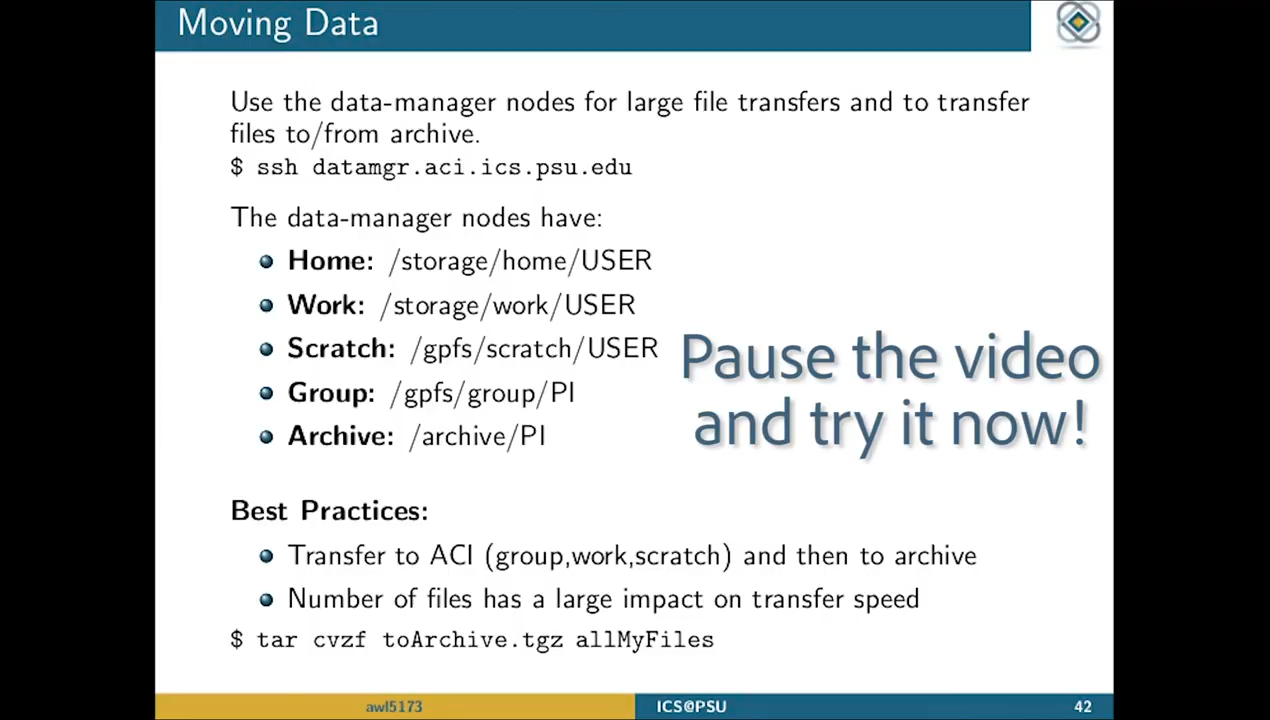 Moving Data
Use the data-manager nodes for large file transfers and to transfer
files to/from archive.
$ ssh datamgr.aci.ics.psu.edu
The data-manager nodes have:
Home: /storage/home/USER
Work: /storage/work/USER
Scratch: /gpfs/scratch/USER
Group: /gpfs/group/PI
Archive: /archive/PI
Pause the video
and try it now!
Best Practices:
Transfer to ACI (group,work,scratch) and then to archive
Number of files has a large impact on transfer speed
$ tar cvzf toArchive.tgz allMyFiles
awl5173
ICS@PSU
42